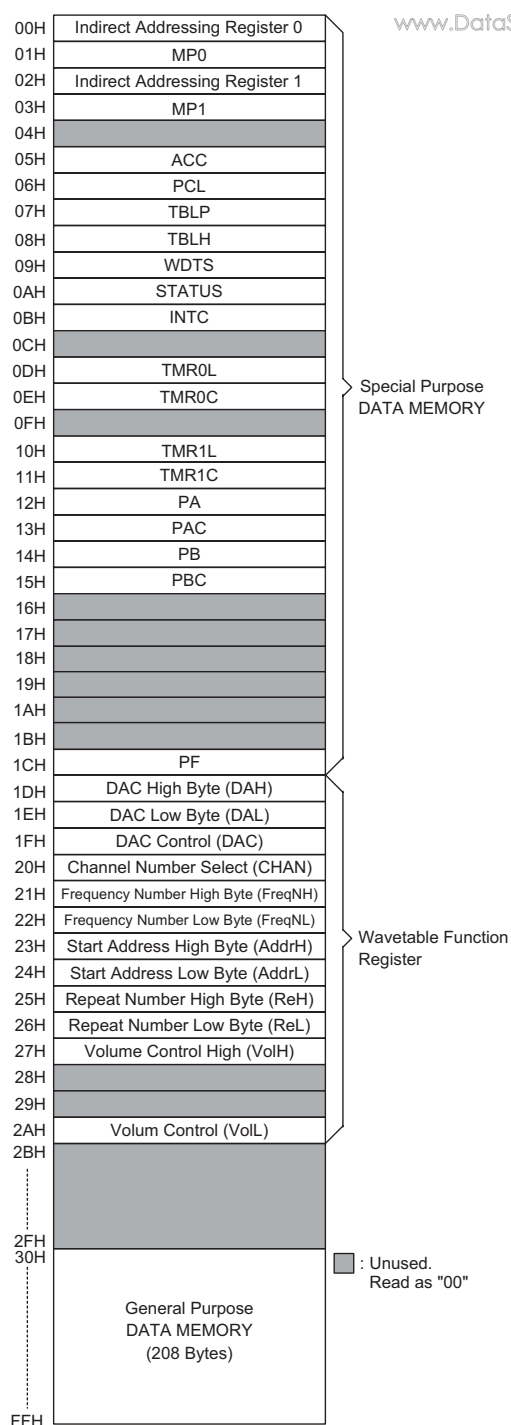 www.DataS
00H Indirect Addressing Register 0
01H MP0
02H Indirect Addressing Register 1
03H MP1
04H
05H ACC
06H PCL
07H TBLP
08H TBLH
09H WDTS
0AH STATUS
0BH INTC
0CH
0DH TMR0L
0EH TMR0C
Special Purpose
DATA MEMORY
0FH
10H TMR1L
11H TMR1C
12H PA
13H PAC
14H PB
15H PBC
16H
17H
18H
19H
1AH
1BH
1CH PF
1DH DAC High Byte (DAH)
1EH DAC Low Byte (DAL)
1FH DAC Control (DAC)
20H Channel Number Select (CHAN)
21H Frequency Number High Byte (FreqNH)
22H Frequency Number Low Byte (FreqNL)
23H Start Address High Byte (AddrH)
Wavetable Function
Register
24H Start Address Low Byte (AddrL)
25H Repeat Number High Byte (ReH)
26H Repeat Number Low Byte (ReL)
27H Volume Control High (VolH)
28H
29H
2AH Volum Control (VolL)
2BH
2FH
30H
: Unused.
Read as "00"
General Purpose
DATA MEMORY
(208 Bytes)
FFH